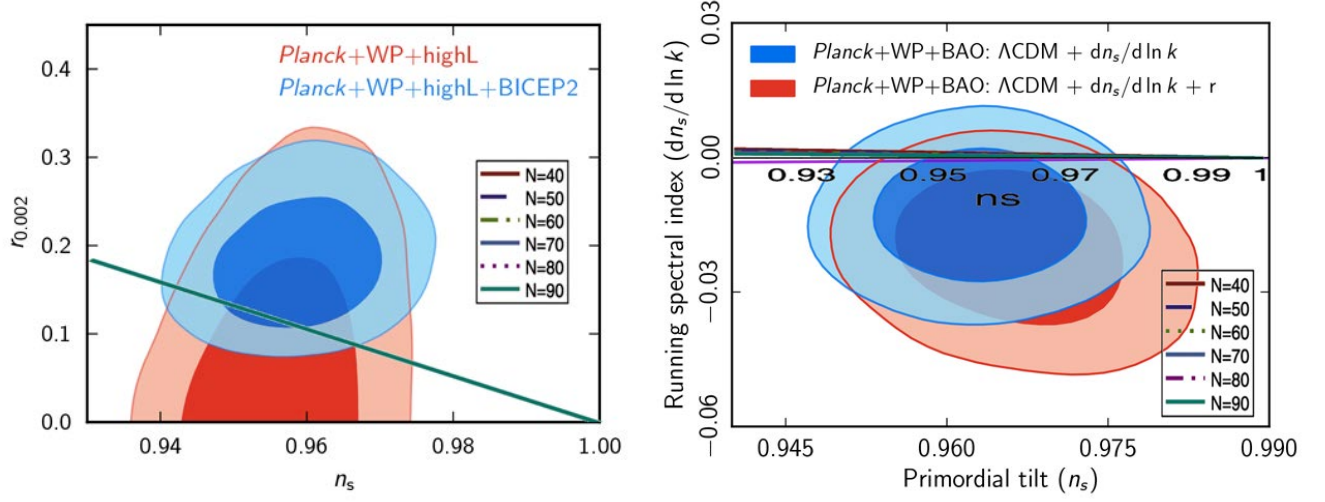 Planck+WP+highL
Planck+WP+highL+BICEP2
0.4
0.3
0.2
0.1
0.0
r0.002
N=40
N=50
N=60
N=70
N=80
N=90
0.94
0.96
0.98
1.00
ns
Planck+WP+BAO: ΛCDM + dns/d ln k
Planck+WP+BAO: ΛCDM + dns/d ln k + r
0.03
0.00
−0.03
−0.06
Running spectral index (dns/d ln k)
0.93
0.95
0.97
0.99
1
ns
N=40
N=50
N=60
N=70
N=80
N=90
0.945
0.960
0.975
0.990
Primordial tilt (ns)